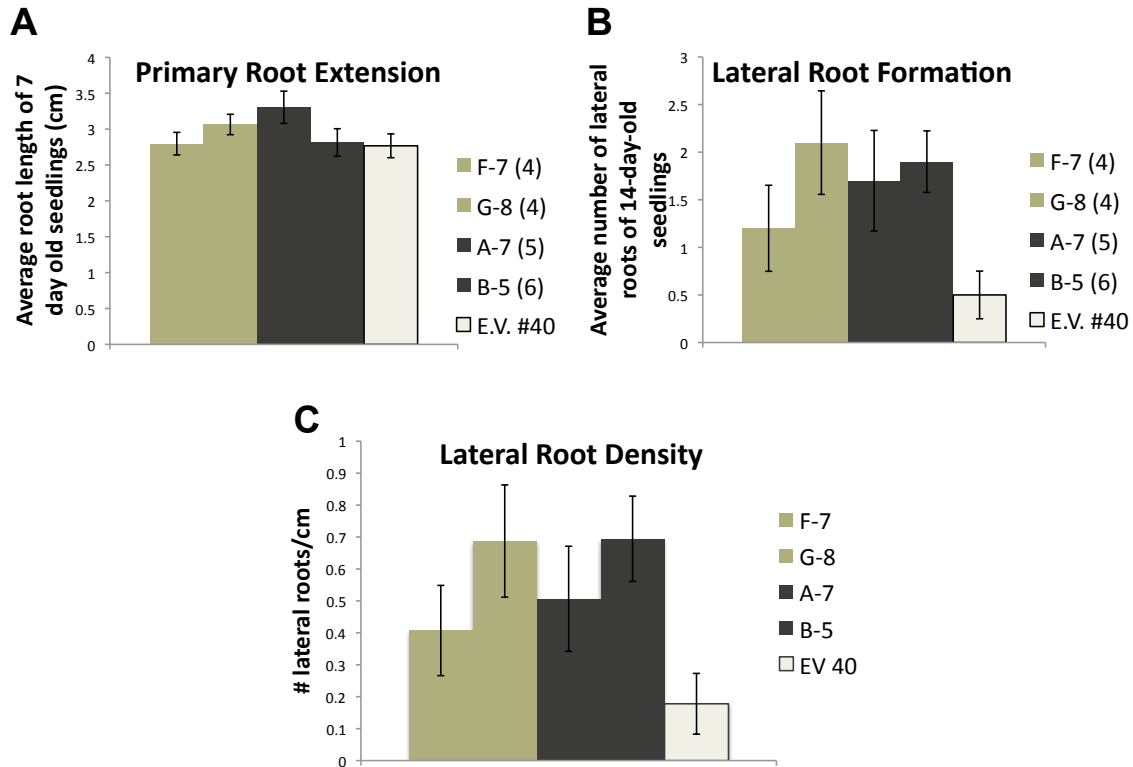 A
Primary Root Extension
Average root length of 7
day old seedlings (cm)
4
3.5
3
2.5
2
1.5
1
0.5
0
F-7 (4)
G-8 (4)
A-7 (5)
B-5 (6)
E.V. #40
B
Lateral Root Formation
Average number of lateral
roots of 14-day-old
seedlings
3
2.5
2
1.5
1
0.5
0
F-7 (4)
G-8 (4)
A-7 (5)
B-5 (6)
E.V. #40
C
Lateral Root Density
# lateral roots/cm
1
0.9
0.8
0.7
0.6
0.5
0.4
0.3
0.2
0.1
0
F-7
G-8
A-7
B-5
EV 40